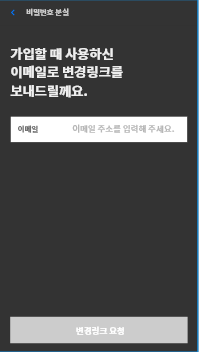 비밀번호 분실
가입할 때 사용하신
이메일로 변경링크를
보내드릴께요.
이메일 이메일 주소를 입력해 주세요.
변경링크 요청